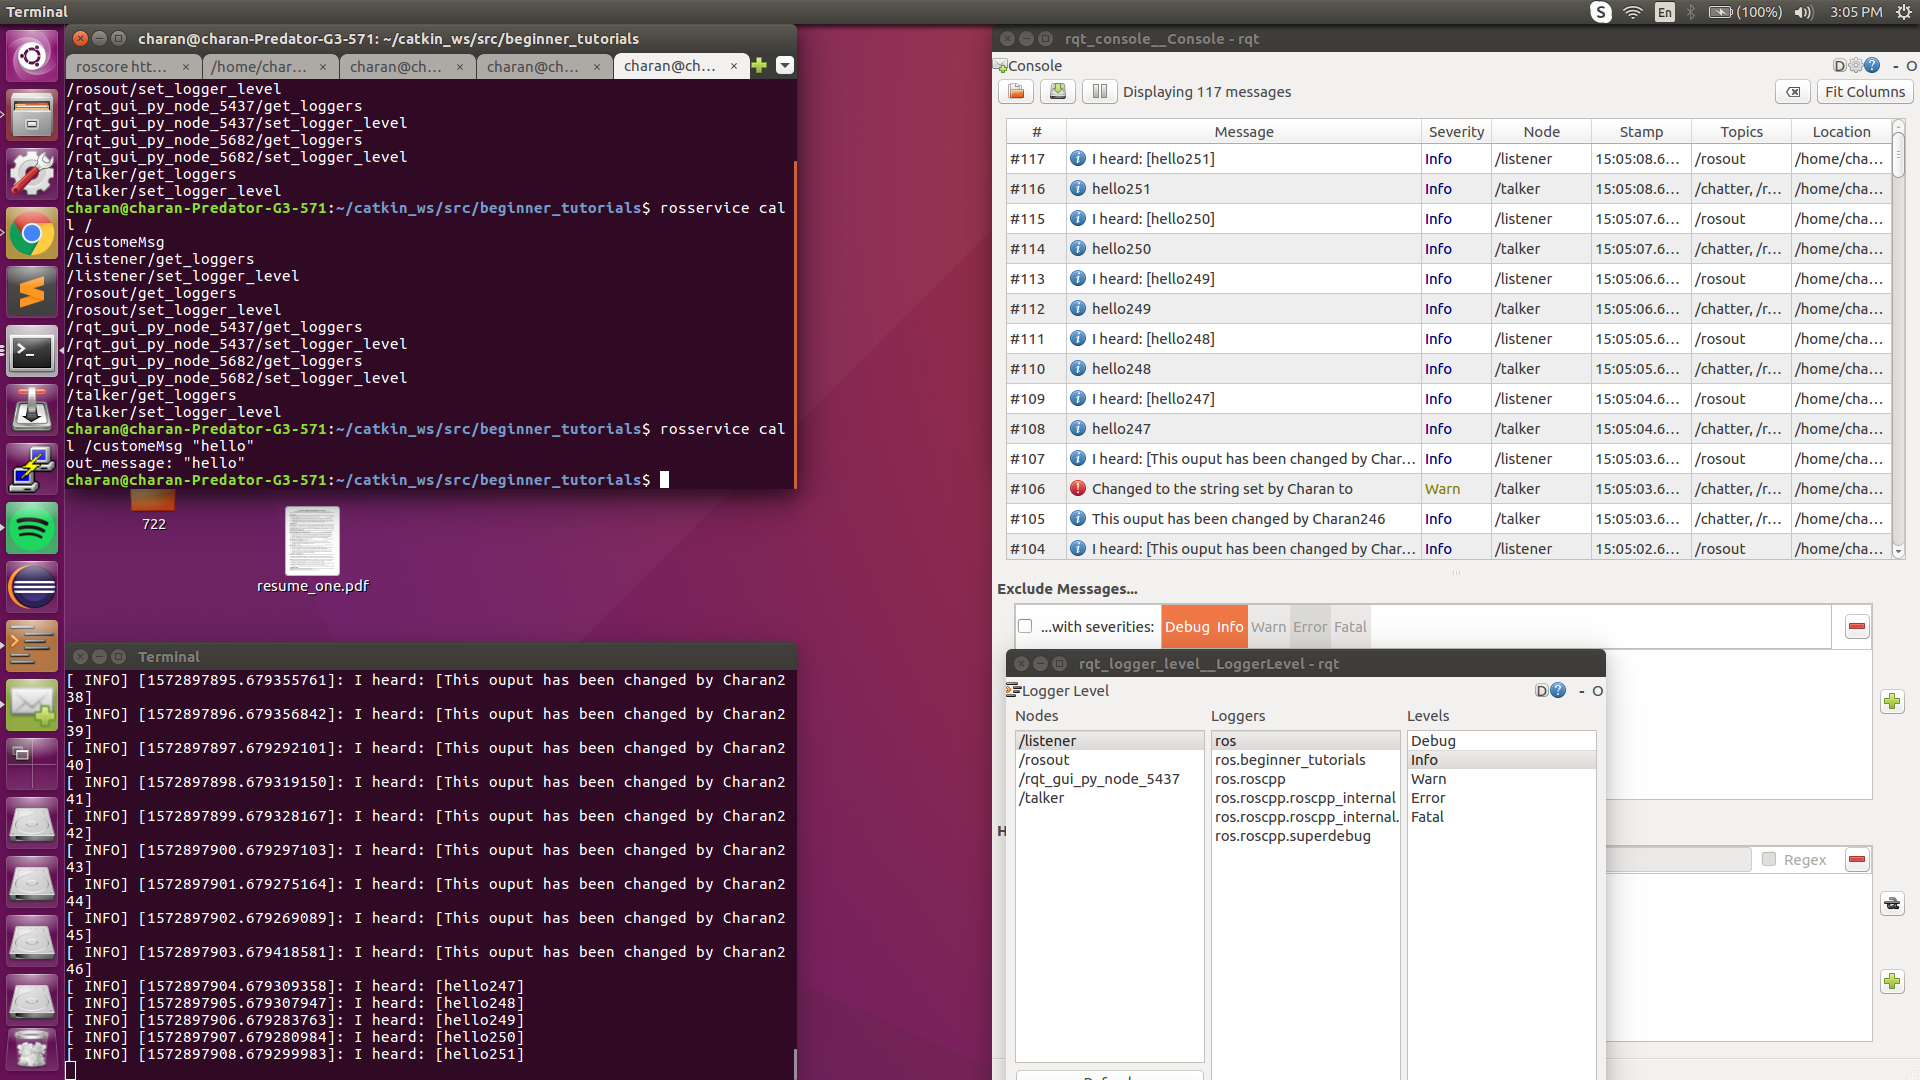 Terminal
En
(100%)
3:05 PM
charan@charan-Predator-G3-571: ~/catkin_ws/src/beginner_tutorials
roscore htt... × /home/char... × charan@ch... × charan@ch... × charan@ch... ×
/rosout/set_logger_level
/rqt_gui_py_node_5437/get_loggers
/rqt_gui_py_node_5437/set_logger_level
/rqt_gui_py_node_5682/get_loggers
/rqt_gui_py_node_5682/set_logger_level
/talker/get_loggers
/talker/set_logger_level
charan@charan-Predator-G3-571:~/catkin_ws/src/beginner_tutorials$ rosservice cal
l /
/customeMsg
/listener/get_loggers
/listener/set_logger_level
/rosout/get_loggers
/rosout/set_logger_level
/rqt_gui_py_node_5437/get_loggers
/rqt_gui_py_node_5437/set_logger_level
/rqt_gui_py_node_5682/get_loggers
/rqt_gui_py_node_5682/set_logger_level
/talker/get_loggers
/talker/set_logger_level
charan@charan-Predator-G3-571:~/catkin_ws/src/beginner_tutorials$ rosservice cal
l /customeMsg "hello"
out_message: "hello"
charan@charan-Predator-G3-571:~/catkin_ws/src/beginner_tutorials$
722
resume_one.pdf
Terminal
[ INFO] [1572897895.679355761]: I heard: [This ouput has been changed by Charan2
38]
[ INFO] [1572897896.679356842]: I heard: [This ouput has been changed by Charan2
39]
[ INFO] [1572897897.679292101]: I heard: [This ouput has been changed by Charan2
40]
[ INFO] [1572897898.679319150]: I heard: [This ouput has been changed by Charan2
41]
[ INFO] [1572897899.679328167]: I heard: [This ouput has been changed by Charan2
42]
[ INFO] [1572897900.679297103]: I heard: [This ouput has been changed by Charan2
43]
[ INFO] [1572897901.679275164]: I heard: [This ouput has been changed by Charan2
44]
[ INFO] [1572897902.679269089]: I heard: [This ouput has been changed by Charan2
45]
[ INFO] [1572897903.679418581]: I heard: [This ouput has been changed by Charan2
46]
[ INFO] [1572897904.679309358]: I heard: [hello247]
[ INFO] [1572897905.679307947]: I heard: [hello248]
[ INFO] [1572897906.679283763]: I heard: [hello249]
[ INFO] [1572897907.679280984]: I heard: [hello250]
[ INFO] [1572897908.679299983]: I heard: [hello251]
rqt_console__Console - rqt
Console D - O
Displaying 117 messages Fit Columns
# Message Severity Node Stamp Topics Location
#117 I heard: [hello251] Info /listener 15:05:08.6... /rosout /home/cha...
#116 hello251 Info /talker 15:05:08.6... /chatter, /r... /home/cha...
#115 I heard: [hello250] Info /listener 15:05:07.6... /rosout /home/cha...
#114 hello250 Info /talker 15:05:07.6... /chatter, /r... /home/cha...
#113 I heard: [hello249] Info /listener 15:05:06.6... /rosout /home/cha...
#112 hello249 Info /talker 15:05:06.6... /chatter, /r... /home/cha...
#111 I heard: [hello248] Info /listener 15:05:05.6... /rosout /home/cha...
#110 hello248 Info /talker 15:05:05.6... /chatter, /r... /home/cha...
#109 I heard: [hello247] Info /listener 15:05:04.6... /rosout /home/cha...
#108 hello247 Info /talker 15:05:04.6... /chatter, /r... /home/cha...
#107 I heard: [This ouput has been changed by Char... Info /listener 15:05:03.6... /rosout /home/cha...
#106 Changed to the string set by Charan to Warn /talker 15:05:03.6... /chatter, /r... /home/cha...
#105 This ouput has been changed by Charan246 Info /talker 15:05:03.6... /chatter, /r... /home/cha...
#104 I heard: [This ouput has been changed by Char... Info /listener 15:05:02.6... /rosout /home/cha...
Exclude Messages...
...with severities: Debug Info Warn Error Fatal
rqt_logger_level__LoggerLevel - rqt
Logger Level D - O
Nodes Loggers Levels
/listener ros Debug
/rosout ros.beginner_tutorials Info
/rqt_gui_py_node_5437 ros.roscpp Warn
/talker ros.roscpp.roscpp_internal Error
ros.roscpp.roscpp_internal. Fatal
ros.roscpp.superdebug
H
Regex